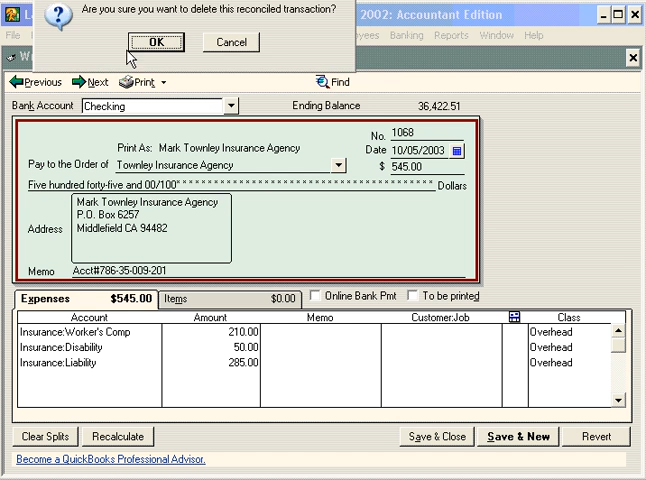 Are you sure you want to delete this reconciled transaction?
OK Cancel
2002: Accountant Edition
Banking Reports Window Help
Previous Next Print Find
Bank Account Checking Ending Balance 36,422.51
No. 1068
Print As: Mark Townley Insurance Agency Date 10/05/2003
Pay to the Order of Townley Insurance Agency $ 545.00
Five hundred forty-five and 00/100* * * * * * * * * * * * * * * * * * * * * * * * * * * * * * * * * * * * * * * * Dollars
Mark Townley Insurance Agency
P.O. Box 6257
Address Middlefield CA 94482
Memo Acct#786-35-009-201
Expenses $545.00 Items $0.00 Online Bank Pmt To be printed
Account Amount Memo Customer:Job Class
Insurance:Worker's Comp 210.00 Overhead
Insurance:Disability 50.00 Overhead
Insurance:Liability 285.00 Overhead
Clear Splits Recalculate Save & Close Save & New Revert
Become a QuickBooks Professional Advisor.